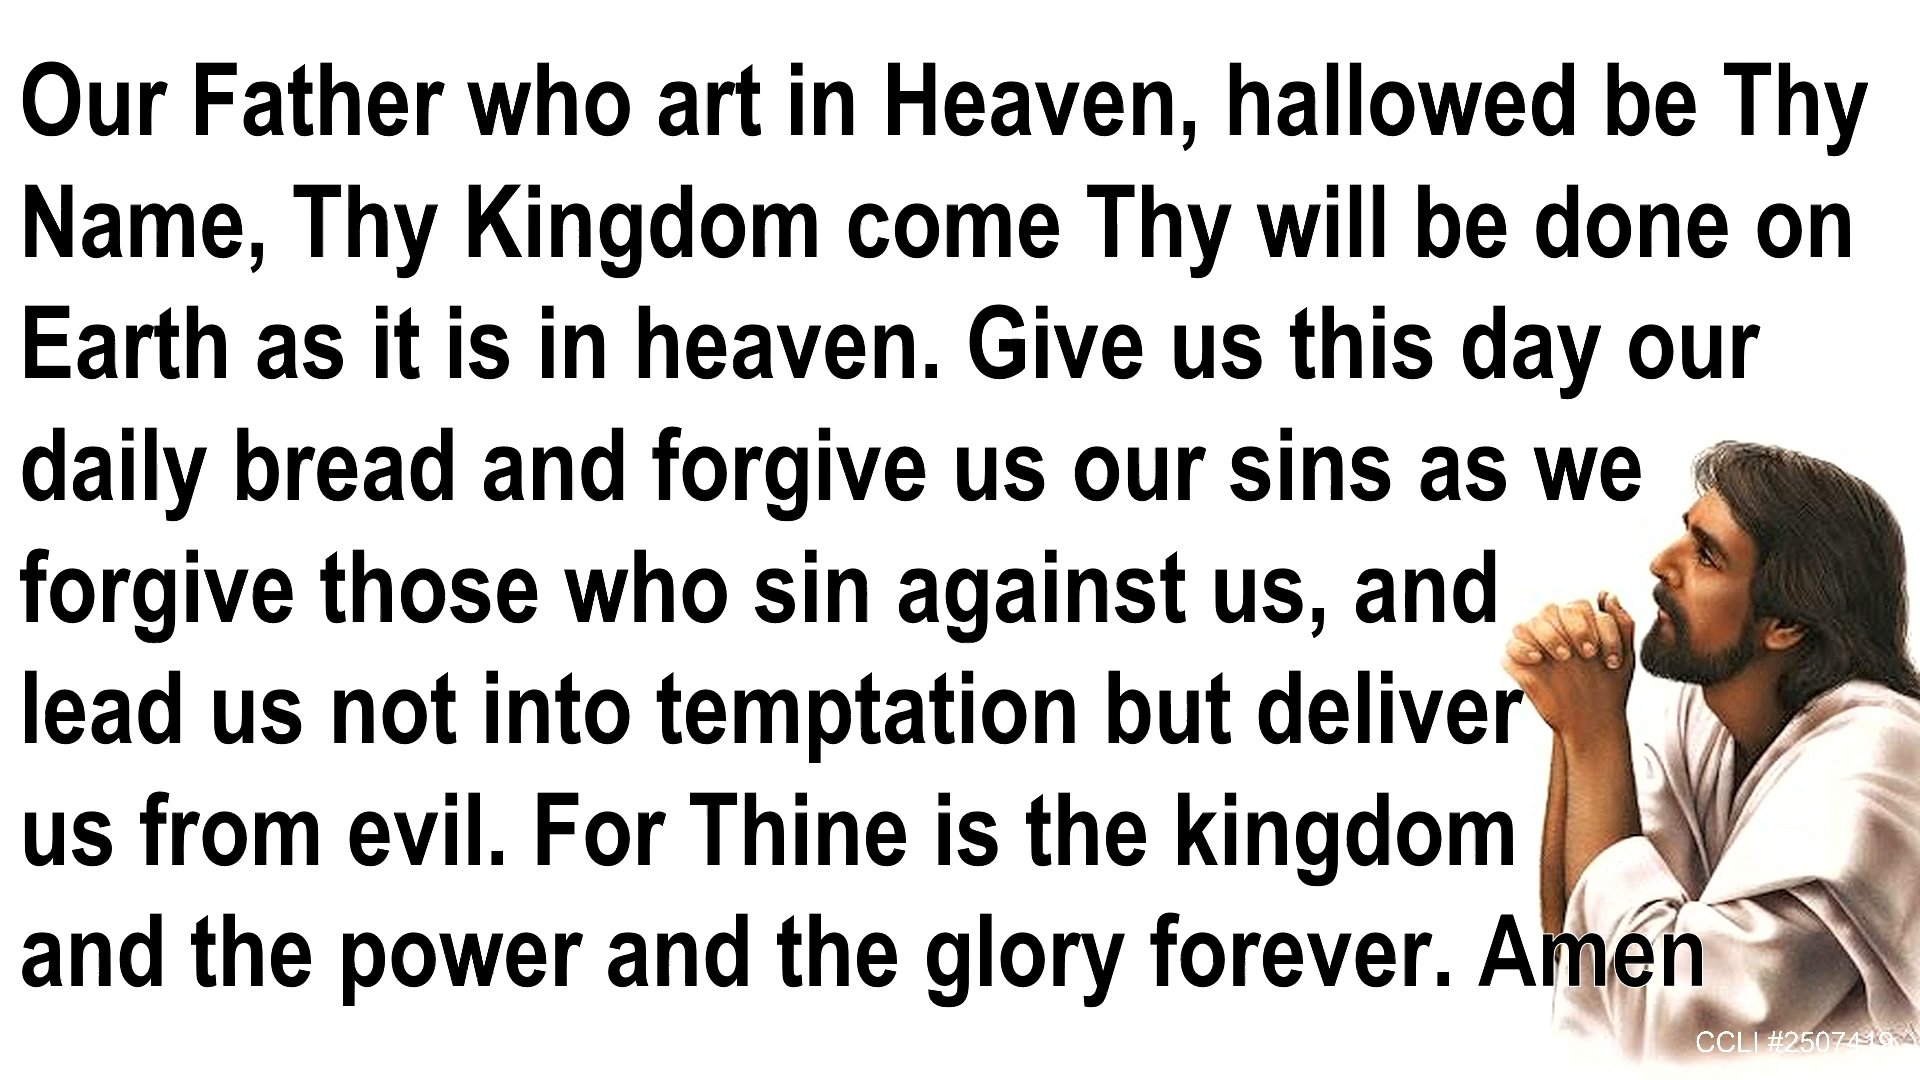 Our Father who art in Heaven, hallowed be Thy
Name, Thy Kingdom come Thy will be done on
Earth as it is in heaven. Give us this day our
daily bread and forgive us our sins as we
forgive those who sin against us, and
lead us not into temptation but deliver
us from evil. For Thine is the kingdom
and the power and the glory forever. Amen
CCLI #2507419